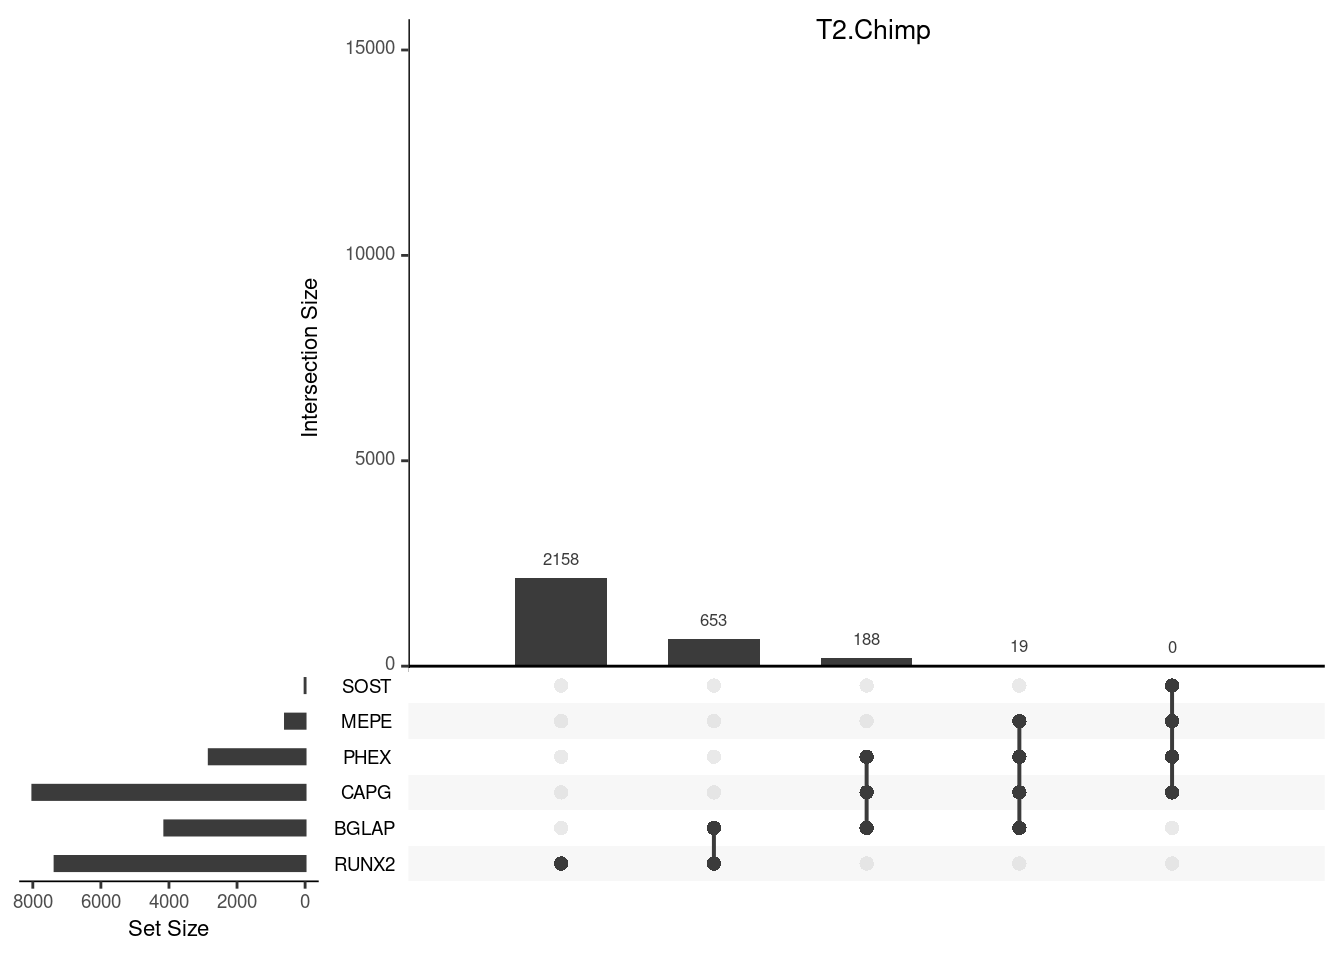 T2.Chimp
15000
10000
5000
0
Intersection Size
2158
653
188
19
0
SOST
MEPE
PHEX
CAPG
BGLAP
RUNX2
8000 6000 4000 2000 0
Set Size